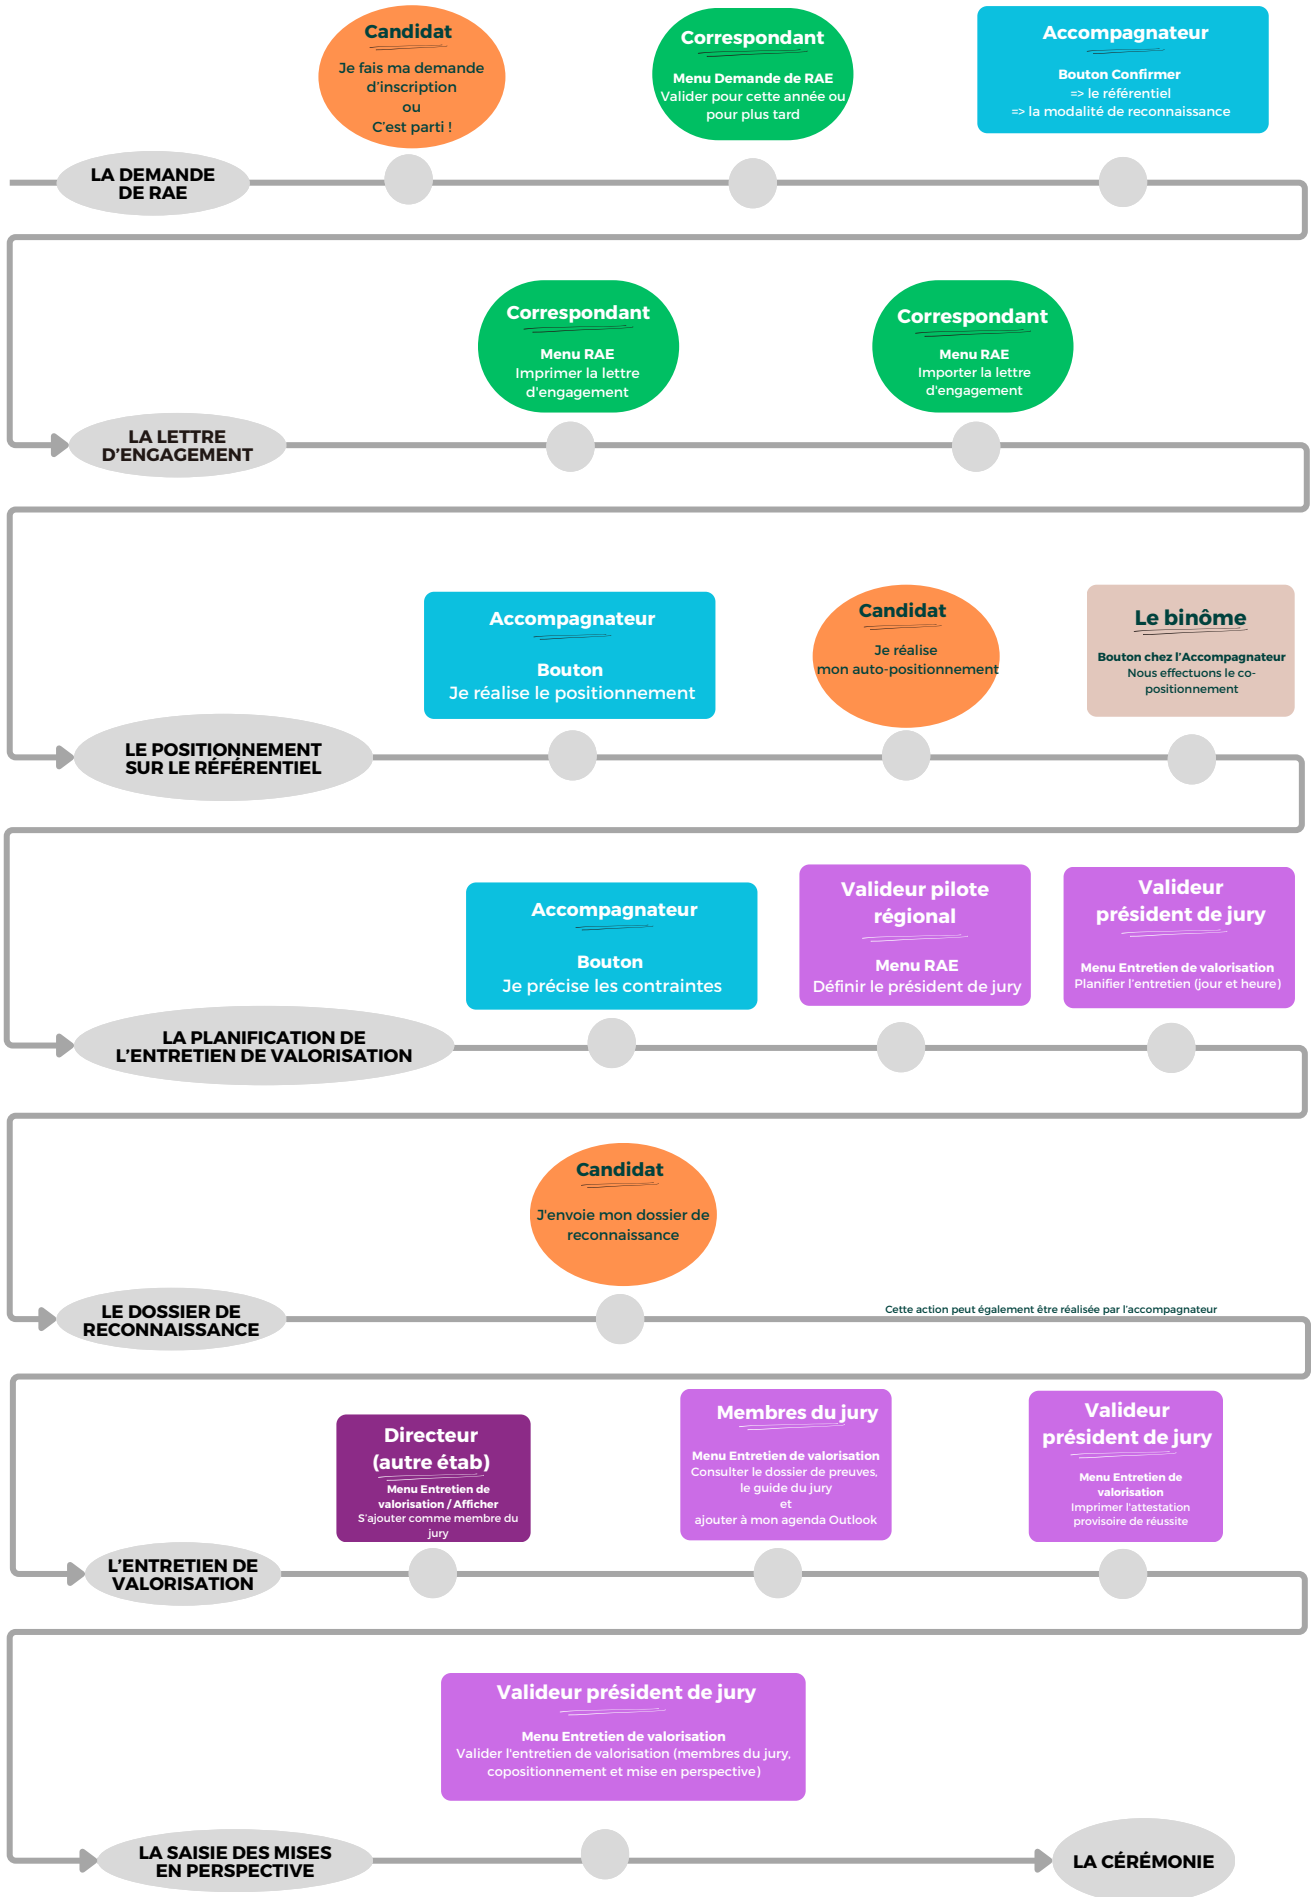 Candidat
Je fais ma demande
d'inscription
ou
C'est parti !
Correspondant
Menu Demande de RAE
Valider pour cette année ou
pour plus tard
Accompagnateur
Bouton Confirmer
=> le référentiel
=> la modalité de reconnaissance
LA DEMANDE
DE RAE
Correspondant
Menu RAE
Imprimer la lettre
d'engagement
Correspondant
Menu RAE
Importer la lettre
d'engagement
LA LETTRE
D'ENGAGEMENT
Accompagnateur
Bouton
Je réalise le positionnement
Candidat
Je réalise
mon auto-positionnement
Le binôme
Bouton chez l'Accompagnateur
Nous effectuons le co-
positionnement
LE POSITIONNEMENT
SUR LE RÉFÉRENTIEL
Accompagnateur
Bouton
Je précise les contraintes
Valideur pilote
régional
Menu RAE
Définir le président de jury
Valideur
président de jury
Menu Entretien de valorisation
Planifier l'entretien (jour et heure)
LA PLANIFICATION DE
L'ENTRETIEN DE VALORISATION
Candidat
J'envoie mon dossier de
reconnaissance
Cette action peut également être réalisée par l'accompagnateur
LE DOSSIER DE
RECONNAISSANCE
Directeur
(autre étab)
Menu Entretien de
valorisation / Afficher
S'ajouter comme membre du
jury
Membres du jury
Menu Entretien de valorisation
Consulter le dossier de preuves,
le guide du jury
et
ajouter à mon agenda Outlook
Valideur
président de jury
Menu Entretien de
valorisation
Imprimer l'attestation
provisoire de réussite
L'ENTRETIEN DE
VALORISATION
Valideur président de jury
Menu Entretien de valorisation
Valider l'entretien de valorisation (membres du jury,
copositionnement et mise en perspective)
LA SAISIE DES MISES
EN PERSPECTIVE
LA CÉRÉMONIE